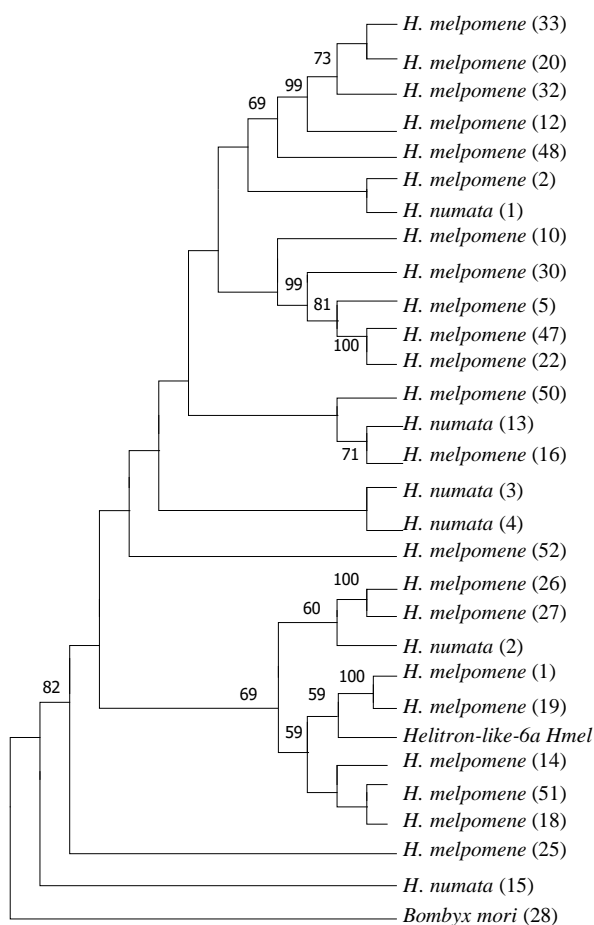 H. melpomene (33)
73
H. melpomene (20)
99
H. melpomene (32)
69
H. melpomene (12)
H. melpomene (48)
H. melpomene (2)
H. numata (1)
H. melpomene (10)
H. melpomene (30)
99
81
H. melpomene (5)
H. melpomene (47)
100
H. melpomene (22)
H. melpomene (50)
H. numata (13)
71
H. melpomene (16)
H. numata (3)
H. numata (4)
H. melpomene (52)
100
H. melpomene (26)
60
H. melpomene (27)
H. numata (2)
100
H. melpomene (1)
82
69
59
H. melpomene (19)
59
Helitron-like-6a Hmel
H. melpomene (14)
H. melpomene (51)
H. melpomene (18)
H. melpomene (25)
H. numata (15)
Bombyx mori (28)